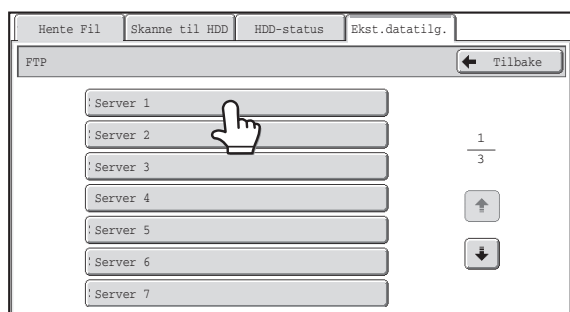 Hente Fil Skanne til HDD HDD-status Ekst.datatilg.
FTP Tilbake
Server 1
Server 2
Server 3
Server 4
Server 5
Server 6
Server 7
1
3